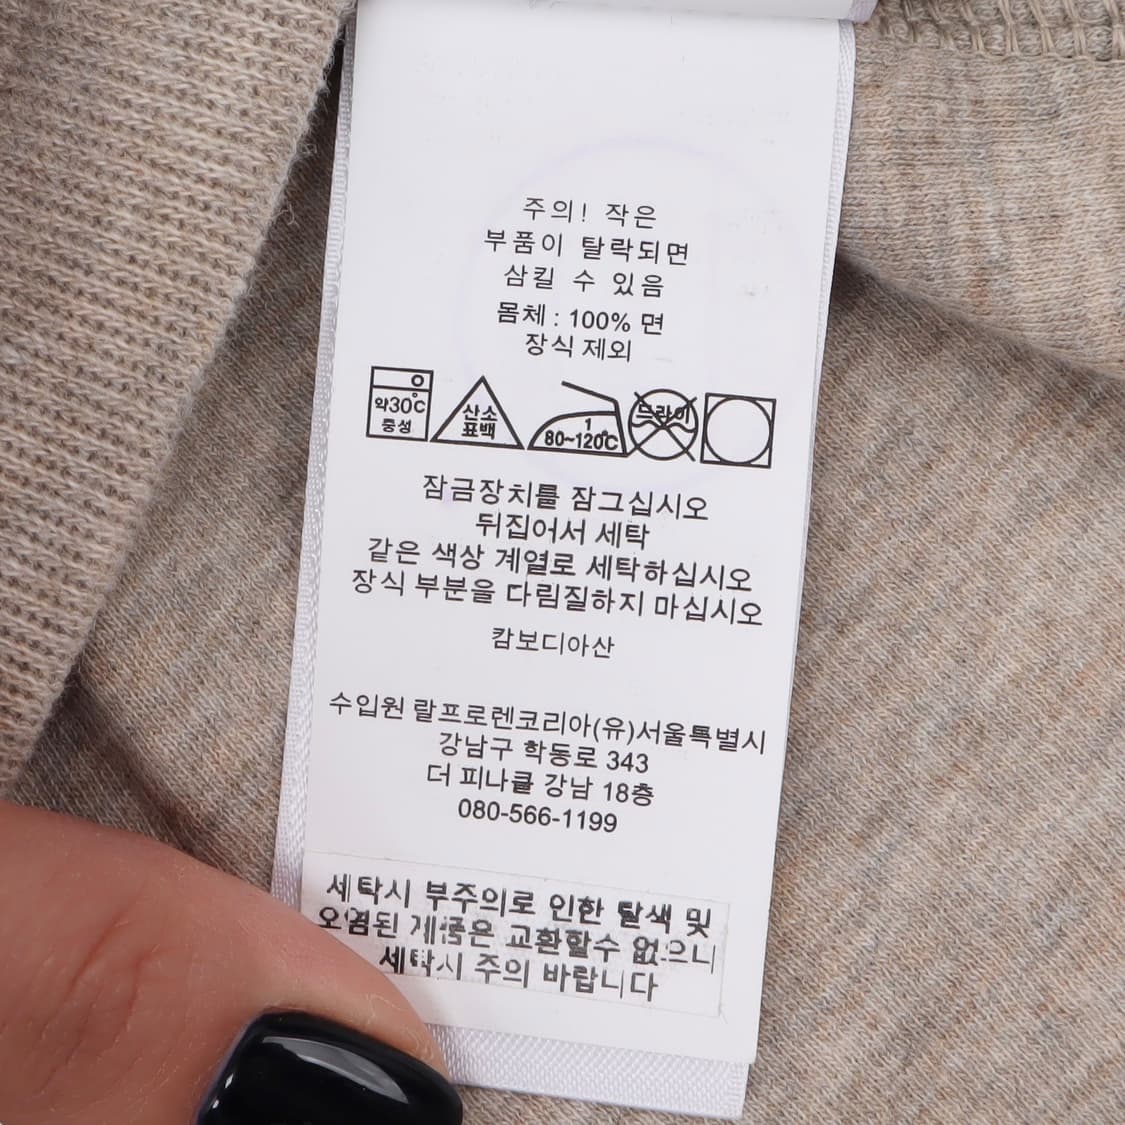 주의! 작은
부품이 탈락되면
삼킬 수 있음
몸체 : 100% 면
장식 제외
약30℃
중성
산소
표백
1
80~120℃
드라이
잠금장치를 잠그십시오
뒤집어서 세탁
같은 색상 계열로 세탁하십시오
장식 부분을 다림질하지 마십시오
캄보디아산
수입원 랄프로렌코리아(유)서울특별시
강남구 학동로 343
더 피나클 강남 18층
080-566-1199
세탁시 부주의로 인한 탈색 및
오염된 제품은 교환할수 없으니
세탁시 주의 바랍니다